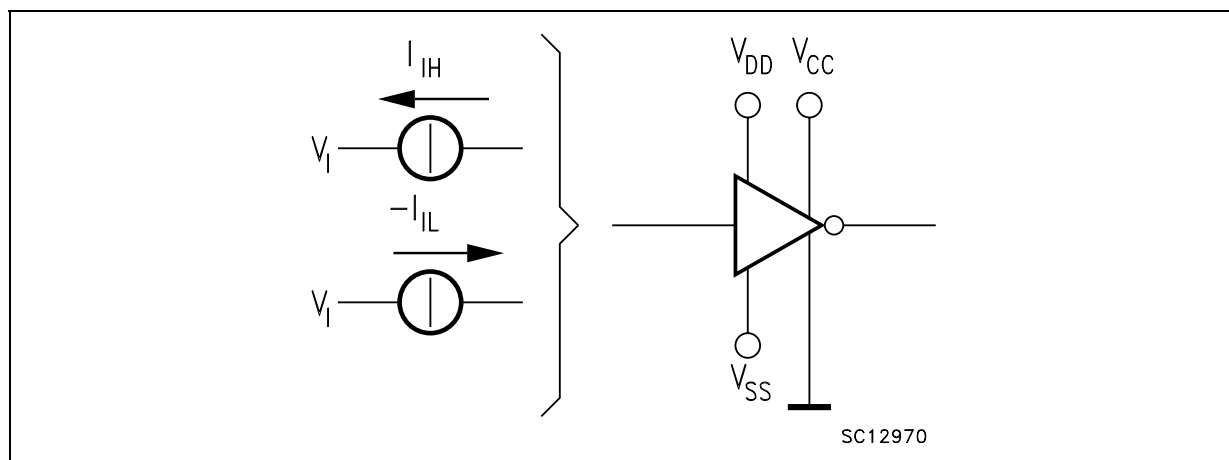 I_IH
V_I
-I_IL
V_I
V_DD V_CC
V_SS
SC12970